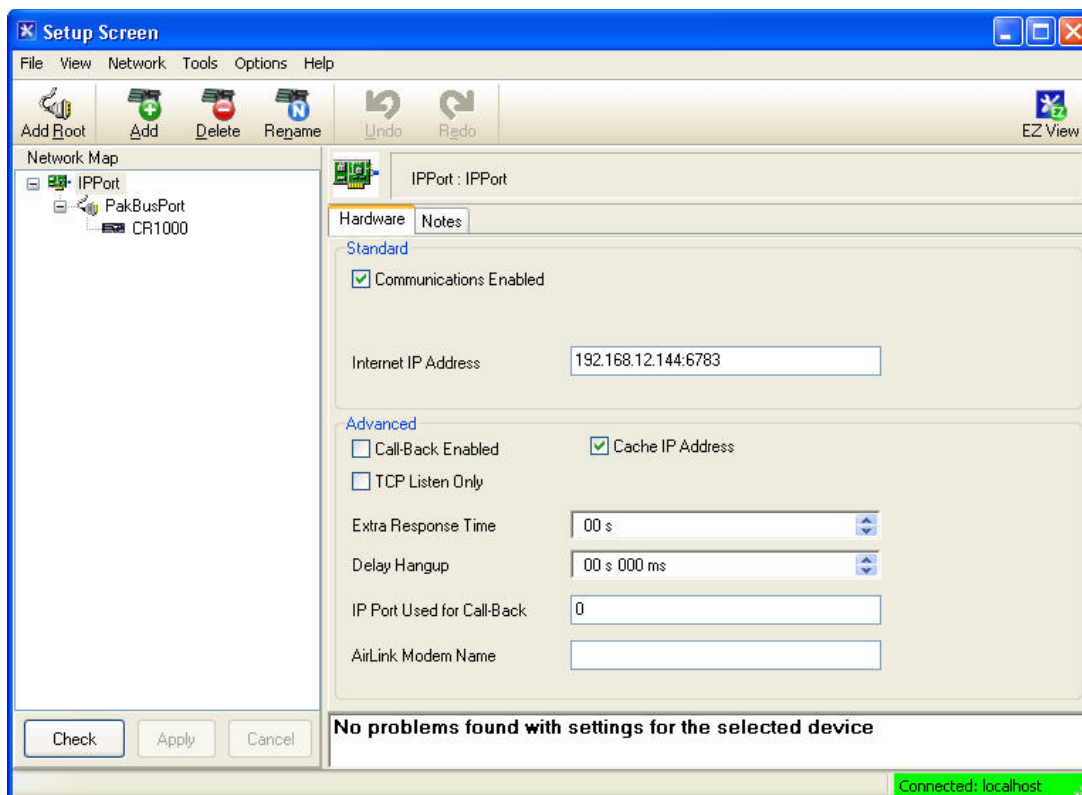 Setup Screen
File View Network Tools Options Help
Add Root Add Delete Rename Undo Redo EZ View
Network Map
IPPort
PakBusPort
CR1000
IPPort : IPPort
Hardware Notes
Standard
Communications Enabled
Internet IP Address 192.168.12.144:6783
Advanced
Call-Back Enabled Cache IP Address
TCP Listen Only
Extra Response Time 00 s
Delay Hangup 00 s 000 ms
IP Port Used for Call-Back 0
AirLink Modem Name
Check Apply Cancel
No problems found with settings for the selected device
Connected: localhost